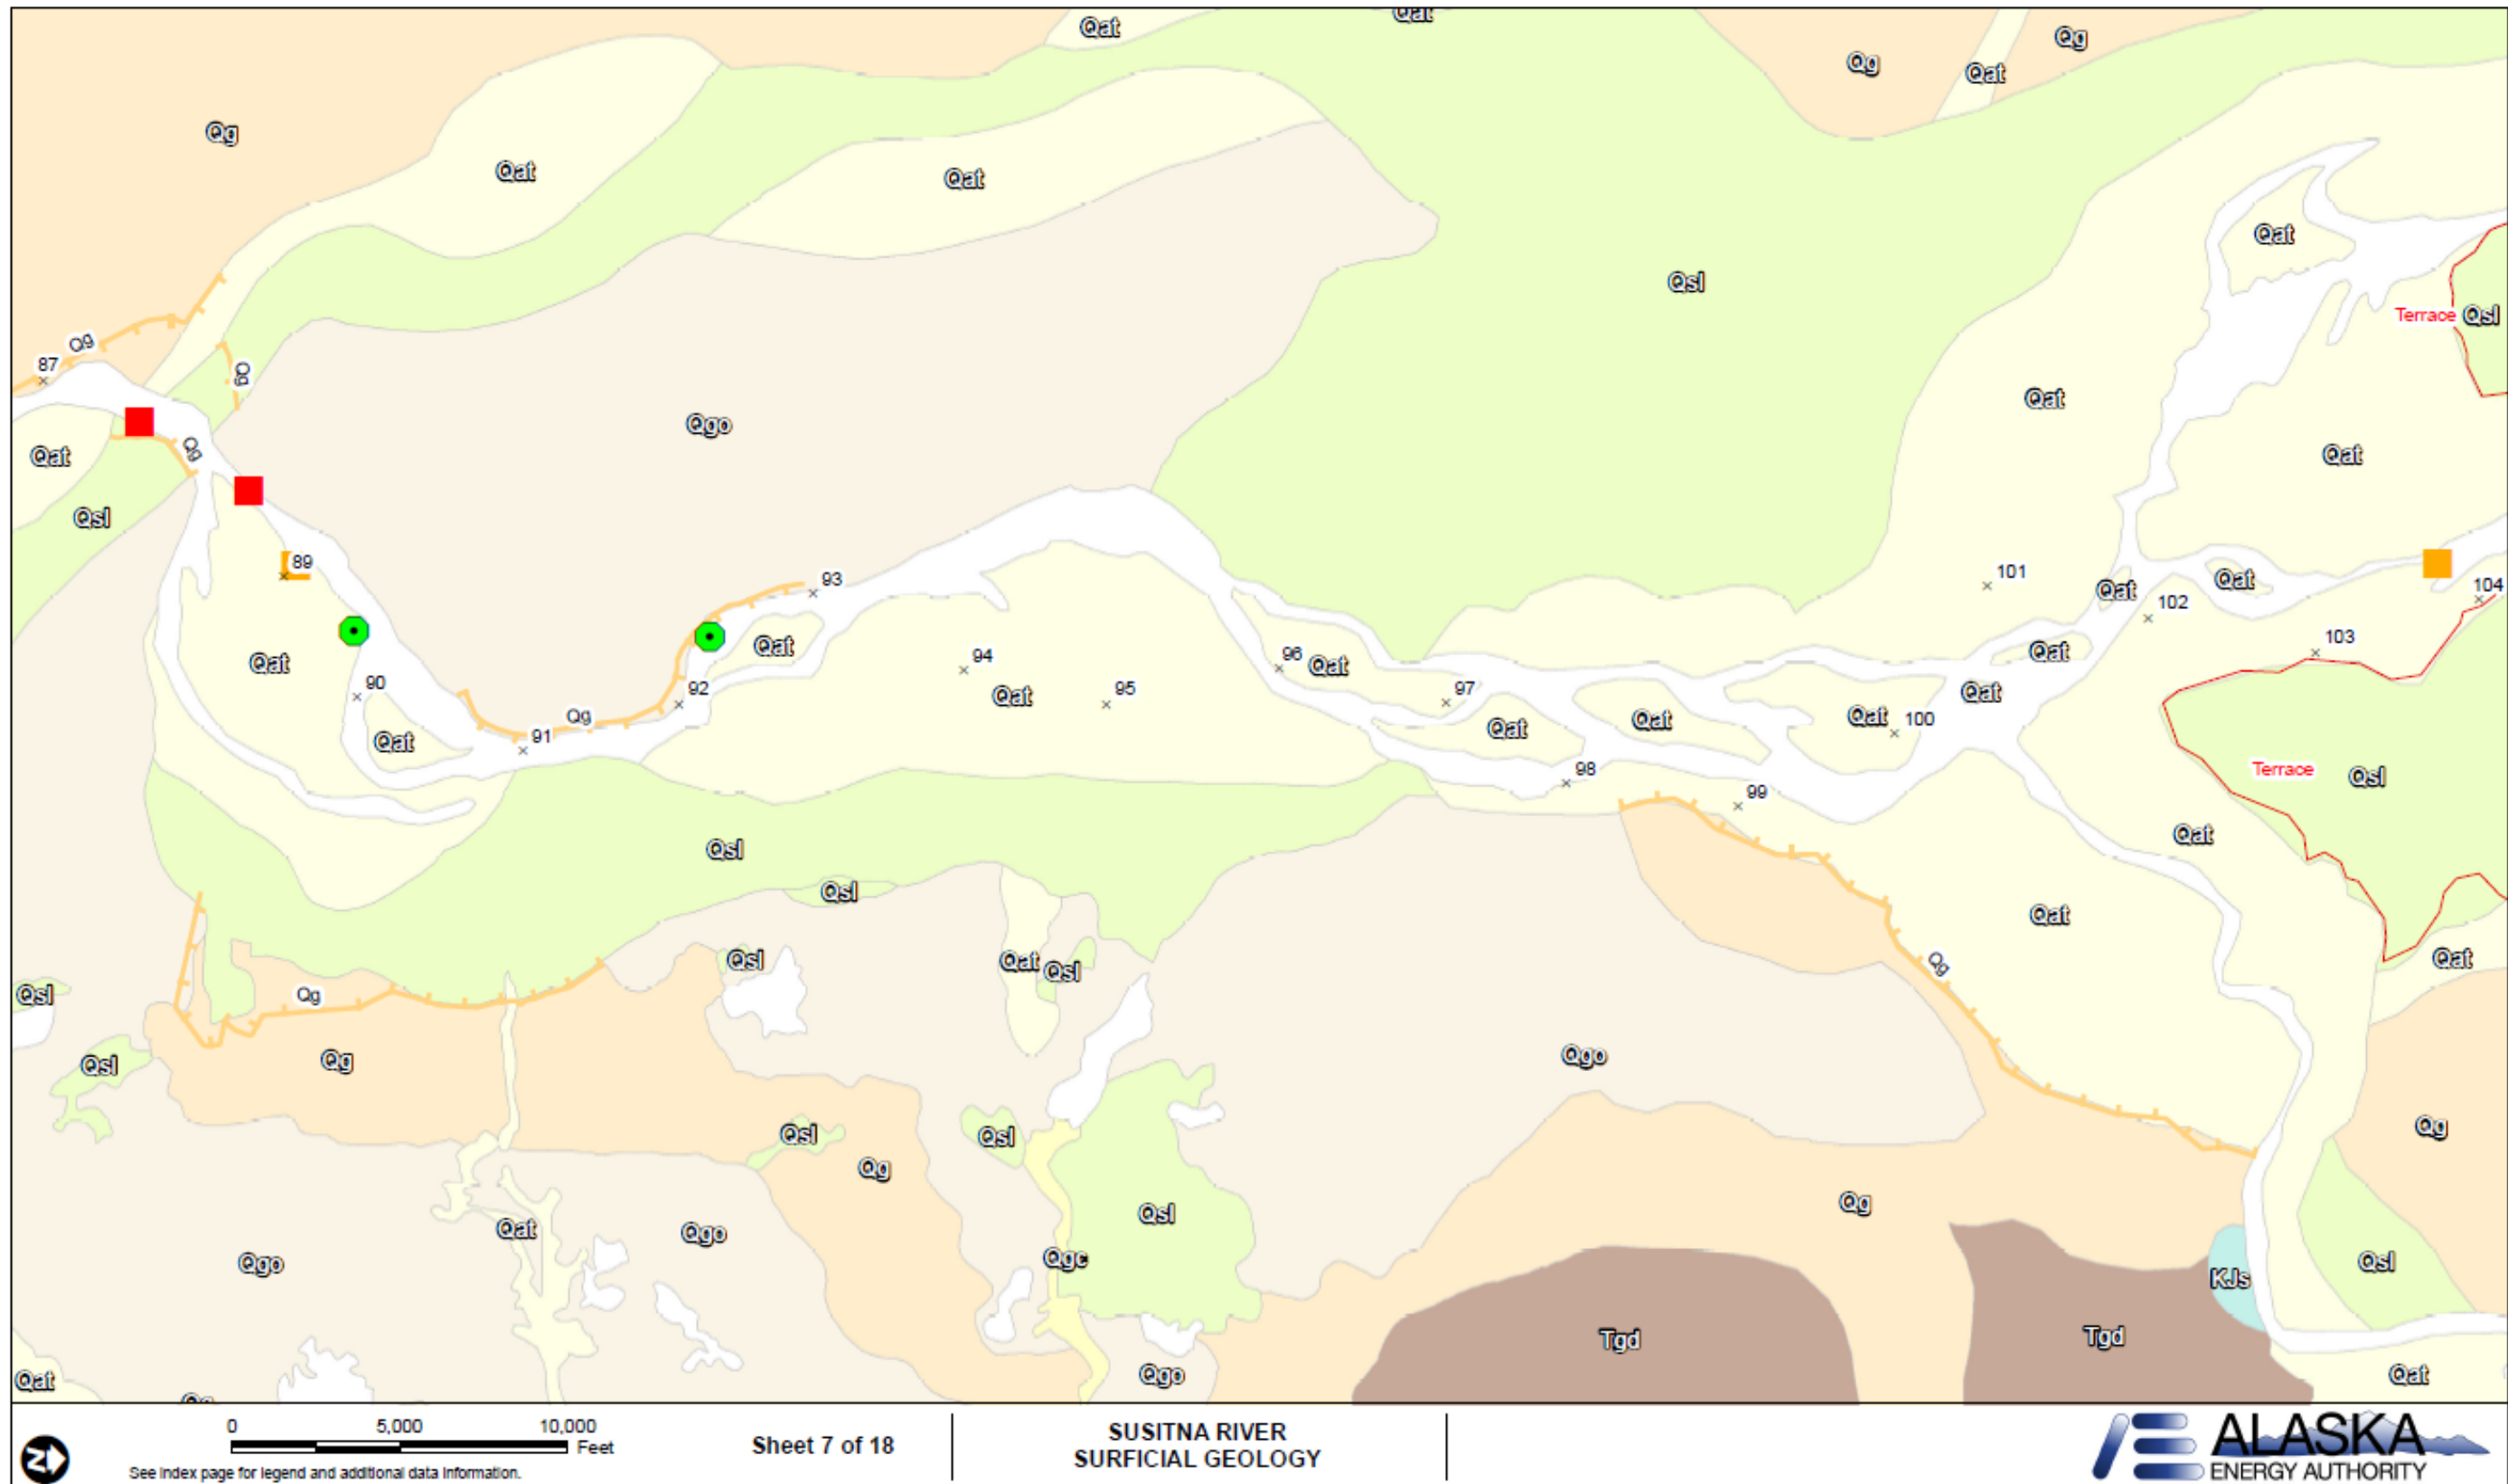 Qat
Qat
Qg
Qg
Qat
Qg
Qat
Qat
Qat
Qsl
Terrace Qsl
Qg
87
Qg
Qat
Qgo
Qg
Qat
Qat
Qsl
89
101
Qat
Qat
104
93
102
Qat
Qat
103
Qat
94
96
Qat
Qat
90
92
Qat
95
97
Qat
Qg
Qat
Qat
Qat
100
Qat
91
98
Terrace
Qsl
99
Qsl
Qat
Qsl
Qat
Qsl
Qat
Qsl
Qg
Qat
Qsl
Qg
Qsl
Qg
Qgo
Qsl
Qsl
Qg
Qg
Qg
Qsl
Qat
Qgo
Qgo
Qgc
Qsl
KJs
Tgd
Tgd
Qat
Qgo
Qat
0 5,000 10,000
Feet
N
See Index page for legend and additional data information.
Sheet 7 of 18
SUSITNA RIVER
SURFICIAL GEOLOGY
ALASKA
ENERGY AUTHORITY